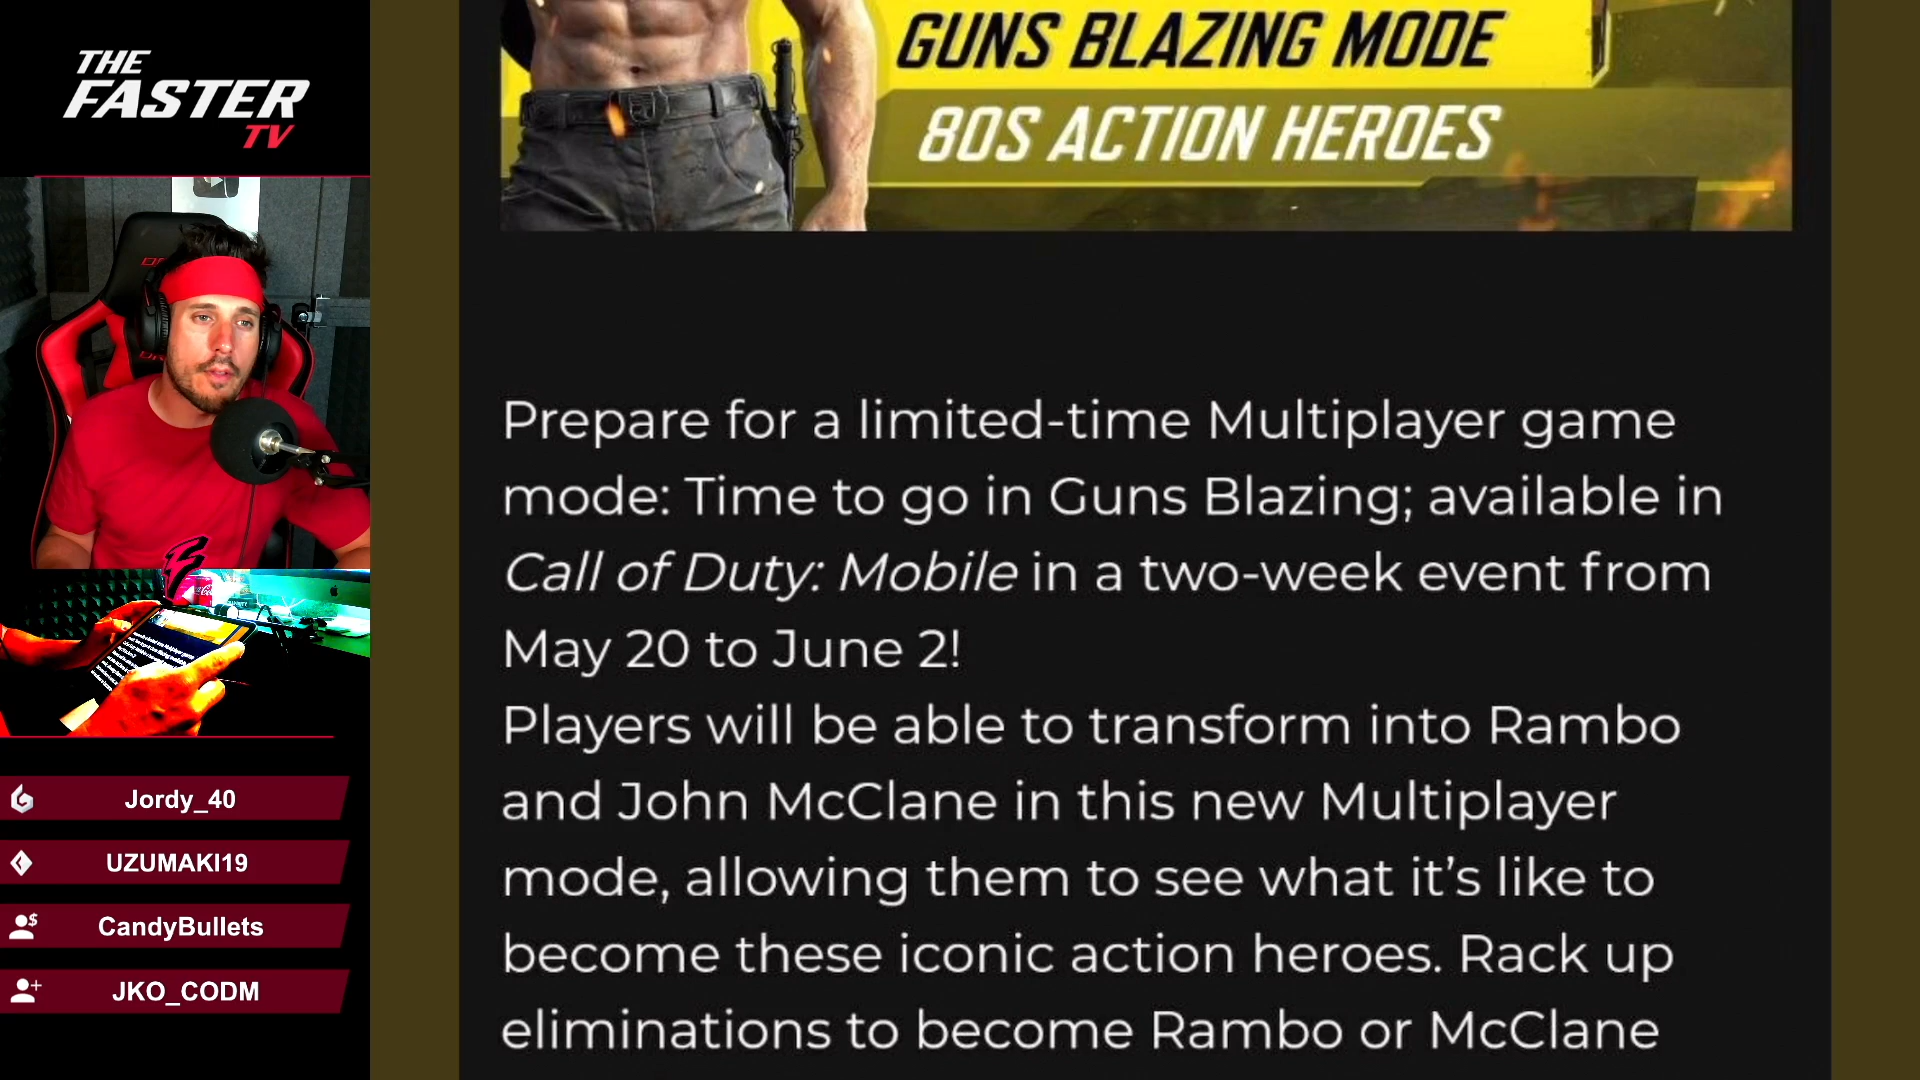 THE
FASTER
TV
Jordy_40
UZUMAKI19
CandyBullets
JKO_CODM
GUNS BLAZING MODE
80S ACTION HEROES
Prepare for a limited-time Multiplayer game
mode: Time to go in Guns Blazing; available in
Call of Duty: Mobile in a two-week event from
May 20 to June 2!
Players will be able to transform into Rambo
and John McClane in this new Multiplayer
mode, allowing them to see what it’s like to
become these iconic action heroes. Rack up
eliminations to become Rambo or McClane